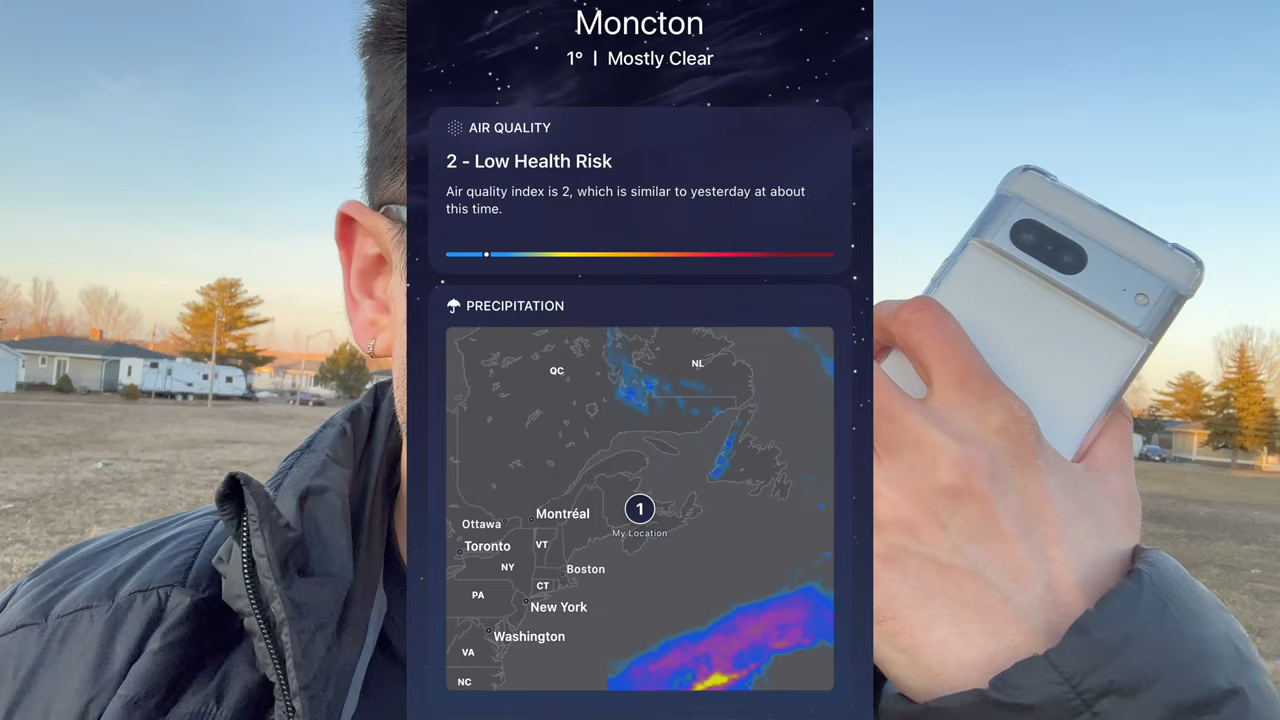 Moncton
1° | Mostly Clear
AIR QUALITY
2 - Low Health Risk
Air quality index is 2, which is similar to yesterday at about
this time.
PRECIPITATION
QC
NL
1
My Location
Montréal
Ottawa
Toronto
VT
NY
Boston
CT
PA
New York
Washington
VA
NC